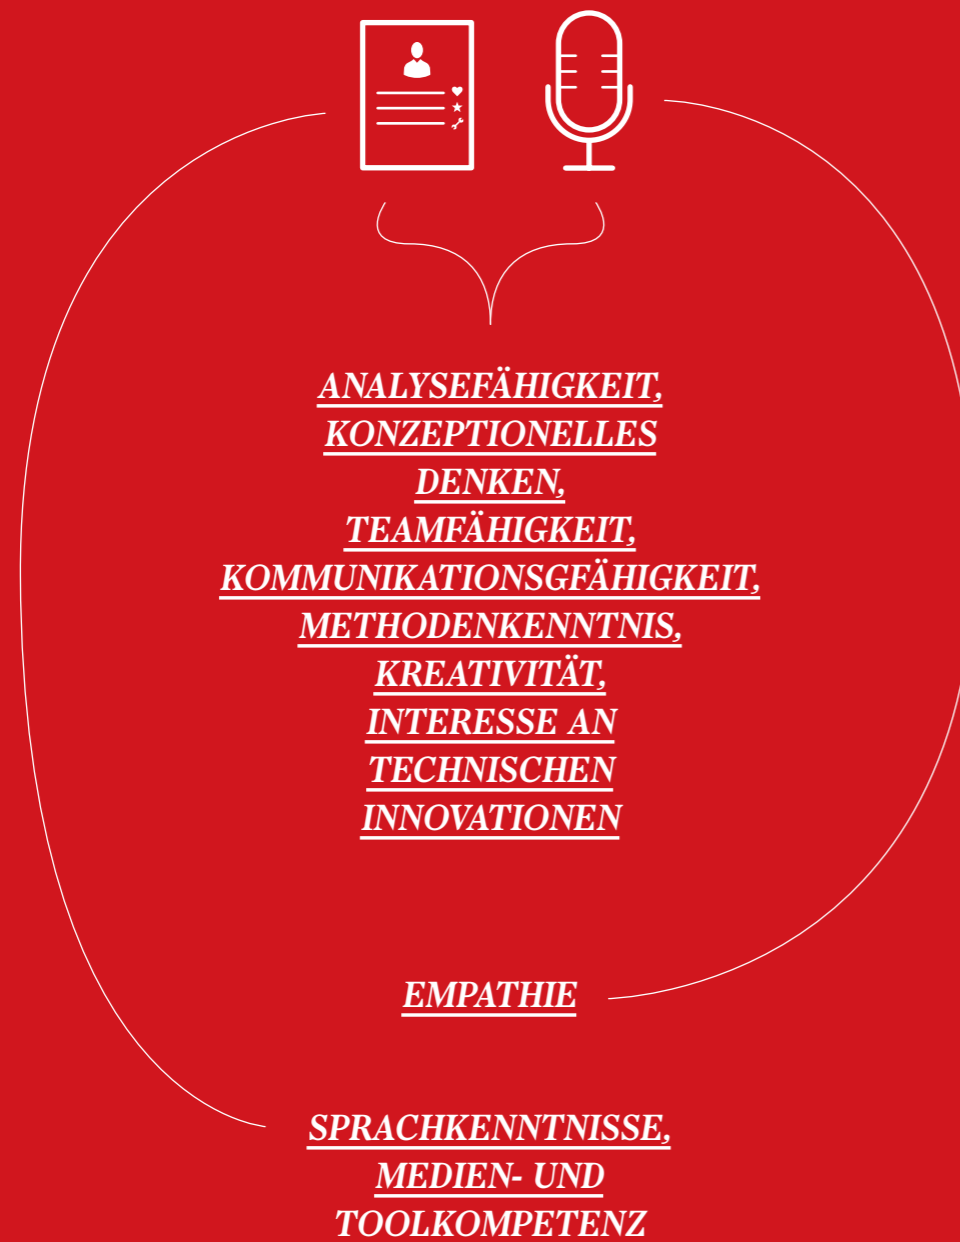 ANALYSEFÄHIGKEIT,
KONZEPTIONELLES
DENKEN,
TEAMFÄHIGKEIT,
KOMMUNIKATIONSGFÄHIGKEIT,
METHODENKENNTNIS,
KREATIVITÄT,
INTERESSE AN
TECHNISCHEN
INNOVATIONEN
EMPATHIE
SPRACHKENNTNISSE,
MEDIEN- UND
TOOLKOMPETENZ